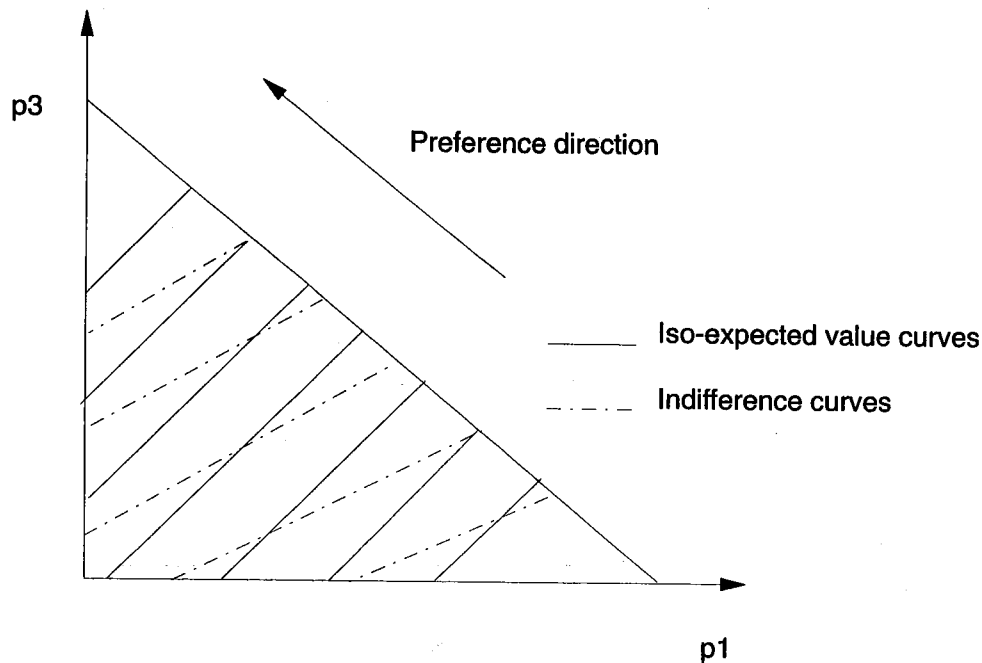 p3
Preference direction
Iso-expected value curves
Indifference curves
p1